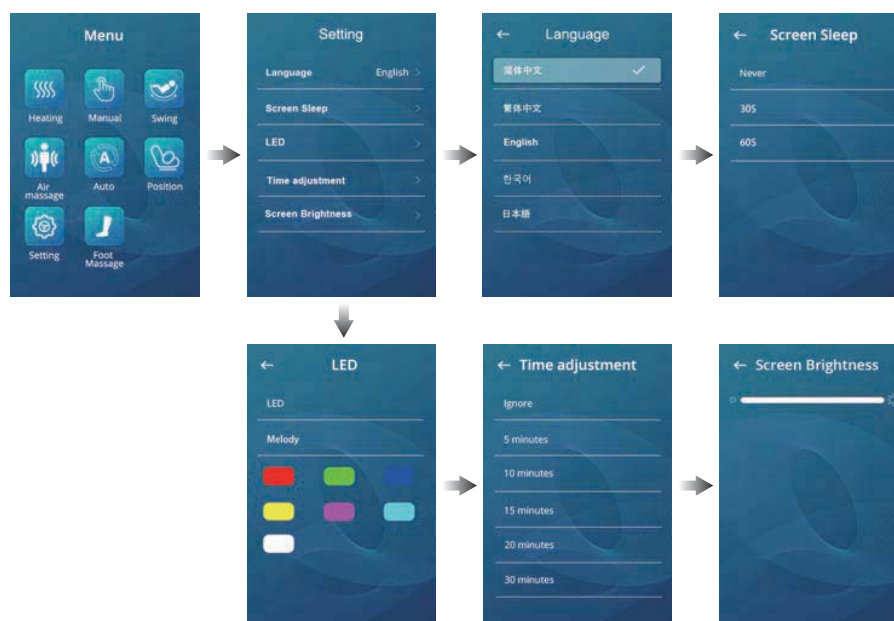 Menu
Heating
Manual
Swing
Air
massage
A
Auto
Position
Setting
Foot
Massage
Setting
Language English
Screen Sleep
LED
Time adjustment
Screen Brightness
Language
简体中文
繁体中文
English
한국어
日本語
Screen Sleep
Never
30S
60S
LED
LED
Melody
Time adjustment
Ignore
5 minutes
10 minutes
15 minutes
20 minutes
30 minutes
Screen Brightness